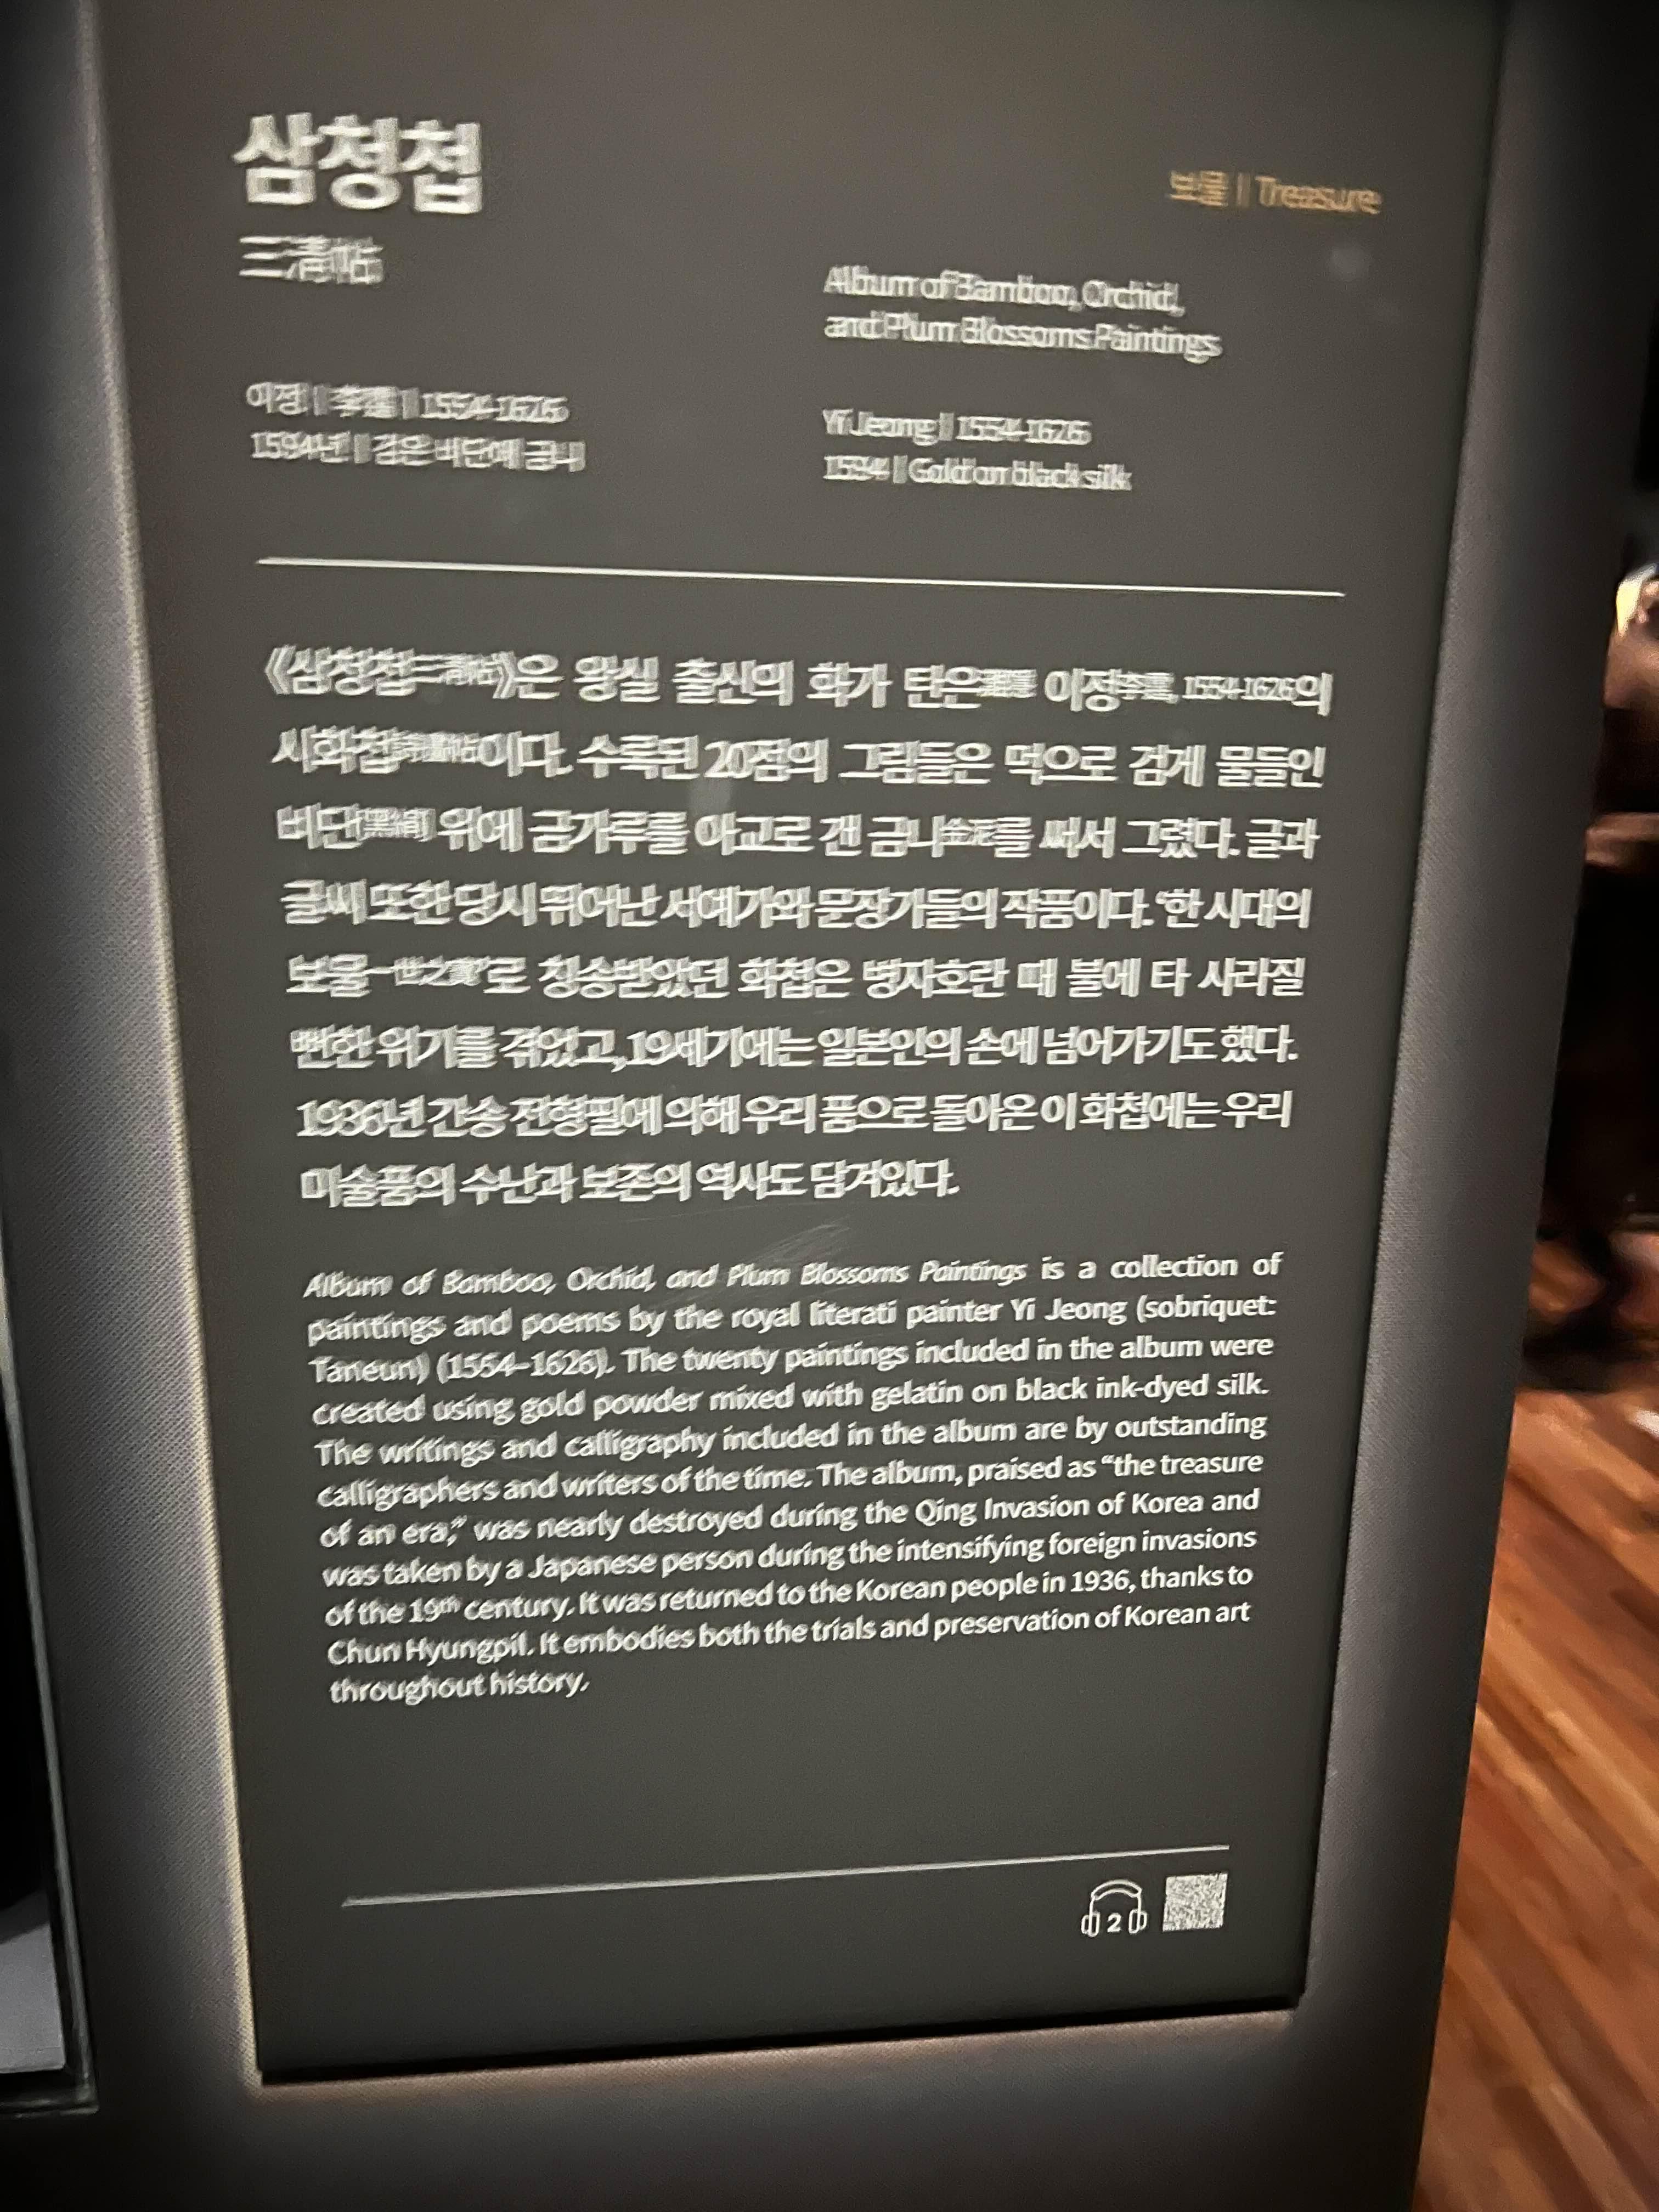 삼청첩
三淸帖
보물 | Treasure
Album of Bamboo, Orchid,
and Plum Blossoms Paintings
이정 | 李霆 | 1554-1626
1594년 | 검은 비단에 금니
Yi Jeong | 1554-1626
1594 | Gold on black silk
《삼청첩三淸帖》은 왕실 출신의 화가 탄은灘隱 이정李霆, 1554-1626의
시화첩詩畵帖이다. 수록된 20점의 그림들은 먹으로 검게 물들인
비단黑絹 위에 금가루를 아교로 갠 금니金泥를 써서 그렸다. 글과
글씨 또한 당시 뛰어난 서예가와 문장가들의 작품이다. ‘한 시대의
보물一世之寶’로 칭송받았던 화첩은 병자호란 때 불에 타 사라질
뻔한 위기를 겪었고, 19세기에는 일본인의 손에 넘어가기도 했다.
1936년 간송 전형필에 의해 우리 품으로 돌아온 이 화첩에는 우리
미술품의 수난과 보존의 역사도 담겨있다.
Album of Bamboo, Orchid, and Plum Blossoms Paintings is a collection of
paintings and poems by the royal literati painter Yi Jeong (sobriquet:
Taneun) (1554–1626). The twenty paintings included in the album were
created using gold powder mixed with gelatin on black ink-dyed silk.
The writings and calligraphy included in the album are by outstanding
calligraphers and writers of the time. The album, praised as “the treasure
of an era,” was nearly destroyed during the Qing Invasion of Korea and
was taken by a Japanese person during the intensifying foreign invasions
of the 19th century. It was returned to the Korean people in 1936, thanks to
Chun Hyungpil. It embodies both the trials and preservation of Korean art
throughout history.
2